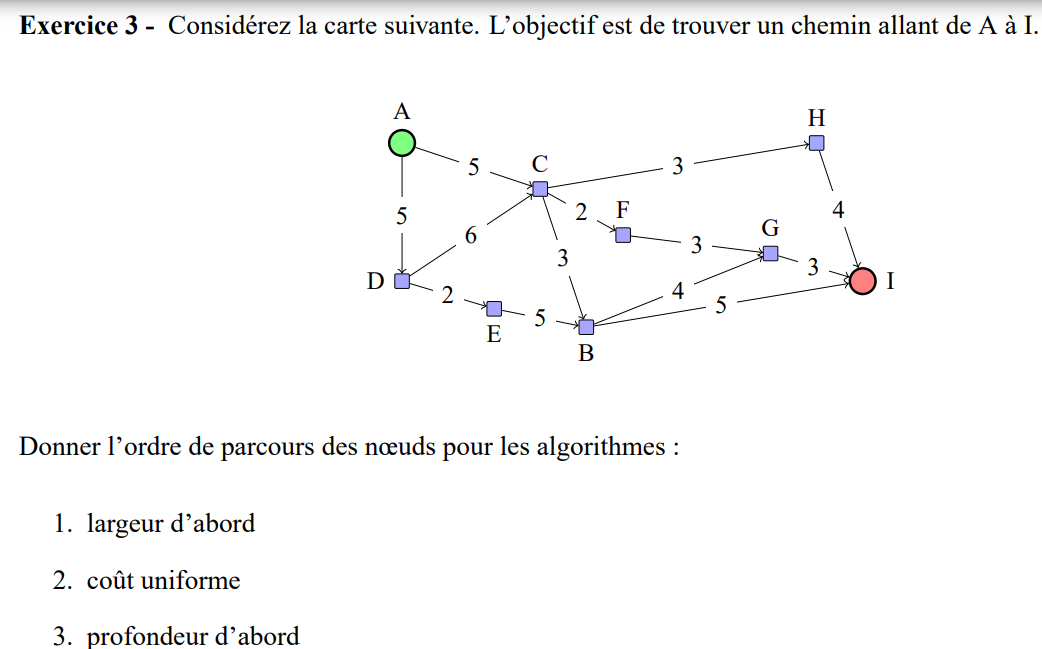 Exercice 3 - Considérez la carte suivante. L'objectif est de trouver un chemin allant de A à I.
A
H
5
C
3
2
F
5
4
6
G
3
3
3
D
2
4
I
5
5
E
B
Donner l'ordre de parcours des nœuds pour les algorithmes :
1. largeur d'abord
2. coût uniforme
3. profondeur d'abord